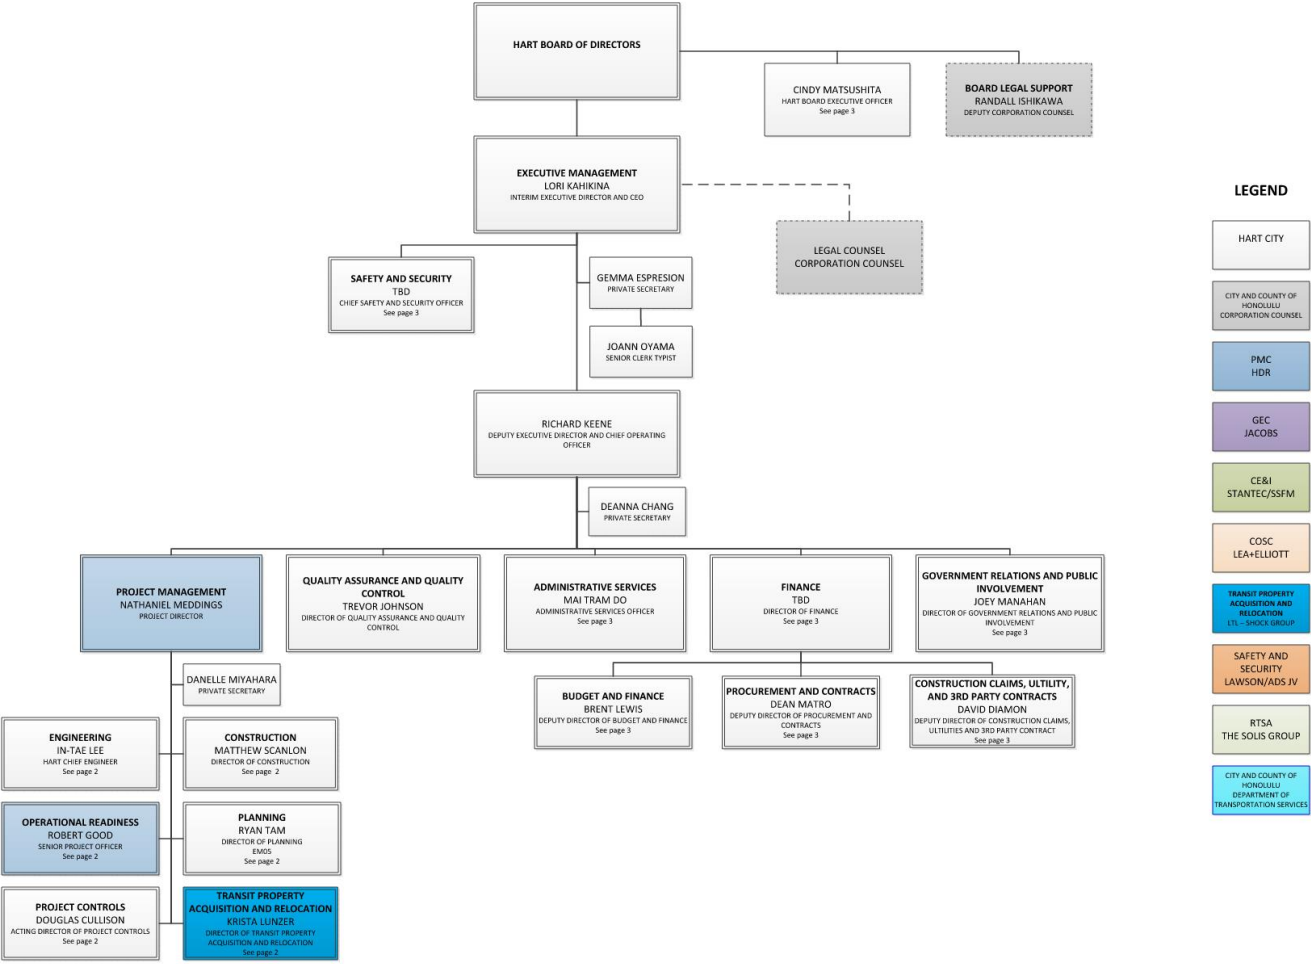 HART BOARD OF DIRECTORS
CINDY MATSUSHITA
HART BOARD EXECUTIVE OFFICER
See page 3
BOARD LEGAL SUPPORT
RANDALL ISHIKAWA
DEPUTY CORPORATION COUNSEL
EXECUTIVE MANAGEMENT
LORI KAHIKINA
INTERIM EXECUTIVE DIRECTOR AND CEO
LEGAL COUNSEL
CORPORATION COUNSEL
SAFETY AND SECURITY
TBD
CHIEF SAFETY AND SECURITY OFFICER
See page 3
GEMMA ESPRESION
PRIVATE SECRETARY
JOANN OYAMA
SENIOR CLERK TYPIST
RICHARD KEENE
DEPUTY EXECUTIVE DIRECTOR AND CHIEF OPERATING
OFFICER
DEANNA CHANG
PRIVATE SECRETARY
PROJECT MANAGEMENT
NATHANIEL MEDDINGS
PROJECT DIRECTOR
QUALITY ASSURANCE AND QUALITY
CONTROL
TREVOR JOHNSON
DIRECTOR OF QUALITY ASSURANCE AND QUALITY
CONTROL
ADMINISTRATIVE SERVICES
MAI TRAM DO
ADMINISTRATIVE SERVICES OFFICER
See page 3
FINANCE
TBD
DIRECTOR OF FINANCE
See page 3
GOVERNMENT RELATIONS AND PUBLIC
INVOLVEMENT
JOEY MANAHAN
DIRECTOR OF GOVERNMENT RELATIONS AND PUBLIC
INVOLVEMENT
See page 3
DANELLE MIYAHARA
PRIVATE SECRETARY
BUDGET AND FINANCE
BRENT LEWIS
DEPUTY DIRECTOR OF BUDGET AND FINANCE
See page 3
PROCUREMENT AND CONTRACTS
DEAN MATRO
DEPUTY DIRECTOR OF PROCUREMENT AND
CONTRACTS
See page 3
CONSTRUCTION CLAIMS, ULTILITY,
AND 3RD PARTY CONTRACTS
DAVID DIAMON
DEPUTY DIRECTOR OF CONSTRUCTION CLAIMS,
ULTILITIES AND 3RD PARTY CONTRACT
See page 3
ENGINEERING
IN-TAE LEE
HART CHIEF ENGINEER
See page 2
CONSTRUCTION
MATTHEW SCANLON
DIRECTOR OF CONSTRUCTION
See page 2
OPERATIONAL READINESS
ROBERT GOOD
SENIOR PROJECT OFFICER
See page 2
PLANNING
RYAN TAM
DIRECTOR OF PLANNING
EM05
See page 2
PROJECT CONTROLS
DOUGLAS CULLISON
ACTING DIRECTOR OF PROJECT CONTROLS
See page 2
TRANSIT PROPERTY
ACQUISITION AND RELOCATION
KRISTA LUNZER
DIRECTOR OF TRANSIT PROPERTY
ACQUISITION AND RELOCATION
See page 2
LEGEND
HART CITY
CITY AND COUNTY OF
HONOLULU
CORPORATION COUNSEL
PMC
HDR
GEC
JACOBS
CE&I
STANTEC/SSFM
COSC
LEA+ELLIOTT
TRANSIT PROPERTY
ACQUISITION AND
RELOCATION
LTL – SHOCK GROUP
SAFETY AND
SECURITY
LAWSON/ADS JV
RTSA
THE SOLIS GROUP
CITY AND COUNTY OF
HONOLULU
DEPARTMENT OF
TRANSPORTATION SERVICES